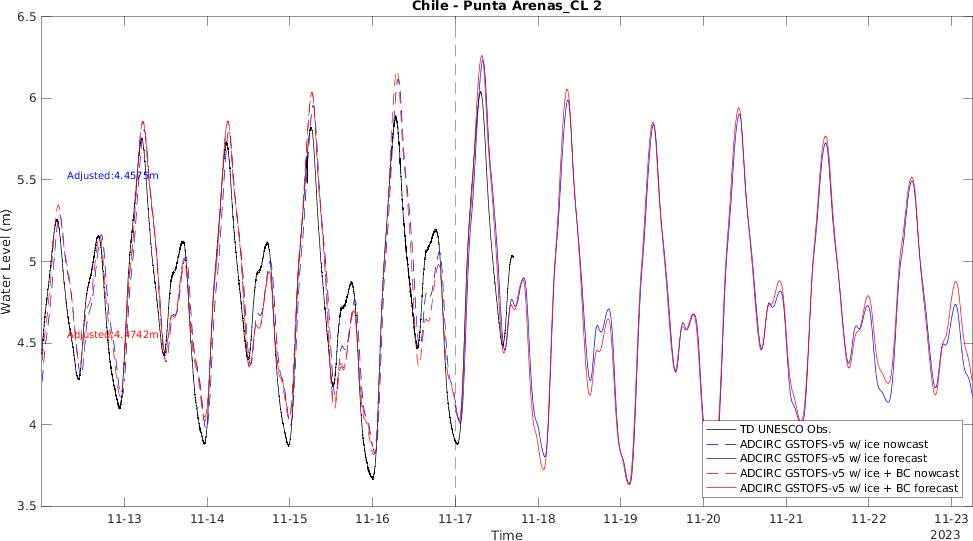 Chile - Punta Arenas_CL 2
Water Level (m)
6.5
6
5.5
5
4.5
4
3.5
Adjusted:4.4575m
Adjusted:4.4742m
TD UNESCO Obs.
ADCIRC GSTOFS-v5 w/ ice nowcast
ADCIRC GSTOFS-v5 w/ ice forecast
ADCIRC GSTOFS-v5 w/ ice + BC nowcast
ADCIRC GSTOFS-v5 w/ ice + BC forecast
11-13 11-14 11-15 11-16 11-17 11-18 11-19 11-20 11-21 11-22 11-23
Time
2023